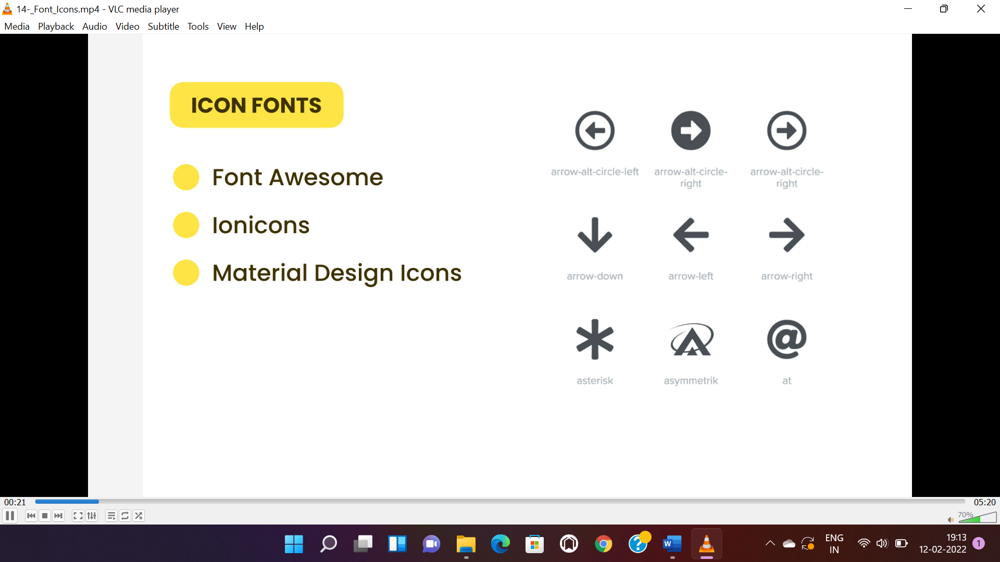 14-_Font_Icons.mp4 - VLC media player
Media Playback Audio Video Subtitle Tools View Help
ICON FONTS
Font Awesome
Ionicons
Material Design Icons
arrow-alt-circle-left
arrow-alt-circle-
right
arrow-alt-circle-
right
arrow-down
arrow-left
arrow-right
@
asterisk
asymmetrik
at
00:21
05:20
70%
ENG
IN
19:13
12-02-2022
1